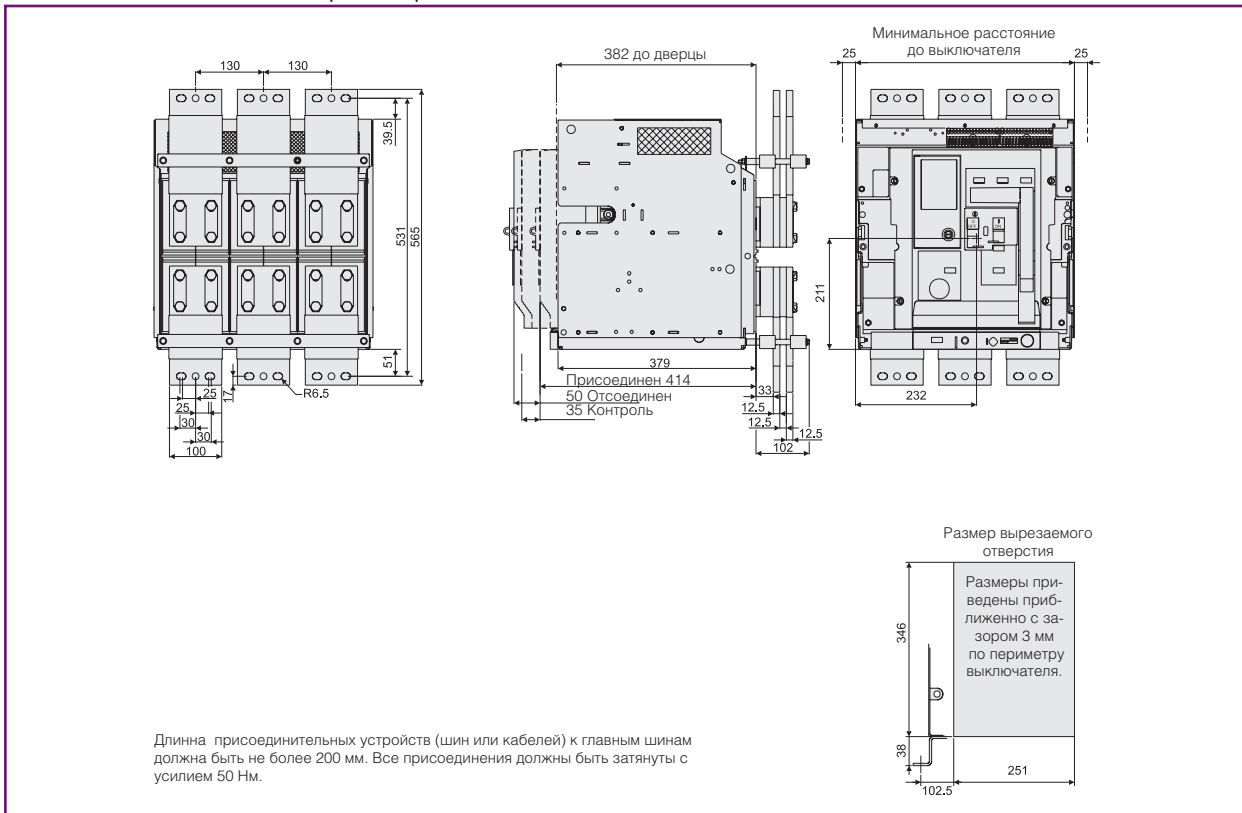 130
130
39.5
531
565
51
17
R6.5
25
25
30
30
100
382 до дверцы
379
Присоединен 414
50 Отсоединен
35 Контроль
33
12.5
12.5
12.5
102
Минимальное расстояние
до выключателя
25
25
OFF
ON
211
232
Размер вырезаемого
отверстия
Размеры при-
ведены приб-
лиженно с за-
зором 3 мм
по периметру
выключателя.
346
38
102.5
251
Длинна присоединительных устройств (шин или кабелей) к главным шинам
должна быть не более 200 мм. Все присоединения должны быть затянуты с
усилием 50 Нм.